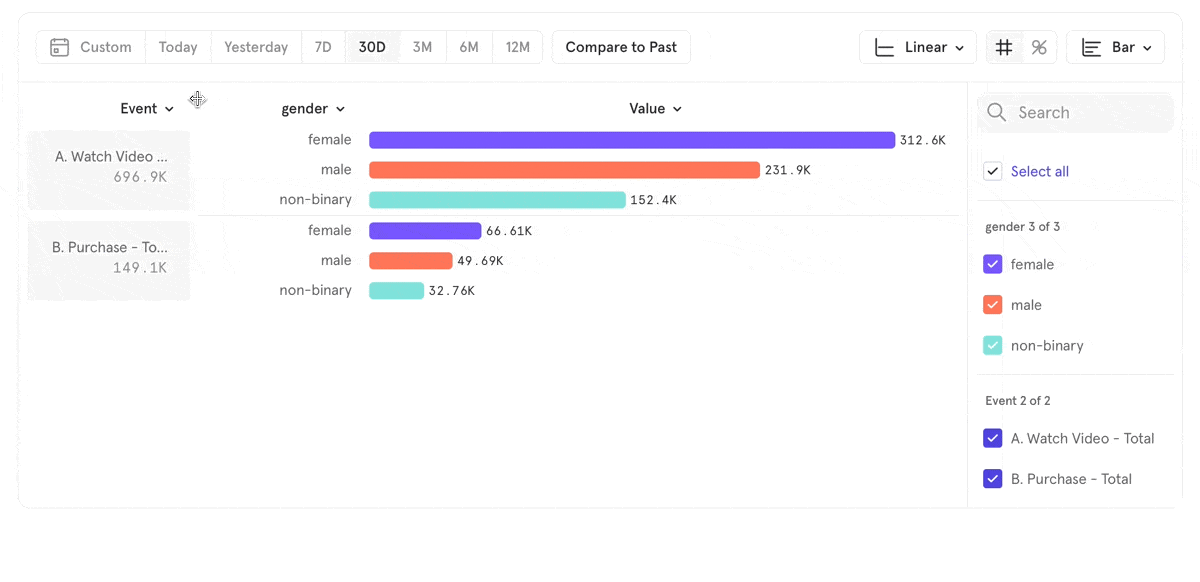 Custom Today Yesterday 7D 30D 3M 6M 12M Compare to Past Linear % Bar
Event gender Value
A. Watch Video ...
696.9K
female 312.6K
male 231.9K
non-binary 152.4K
B. Purchase - To...
149.1K
female 66.61K
male 49.69K
non-binary 32.76K
Search
Select all
gender 3 of 3
female
male
non-binary
Event 2 of 2
A. Watch Video - Total
B. Purchase - Total